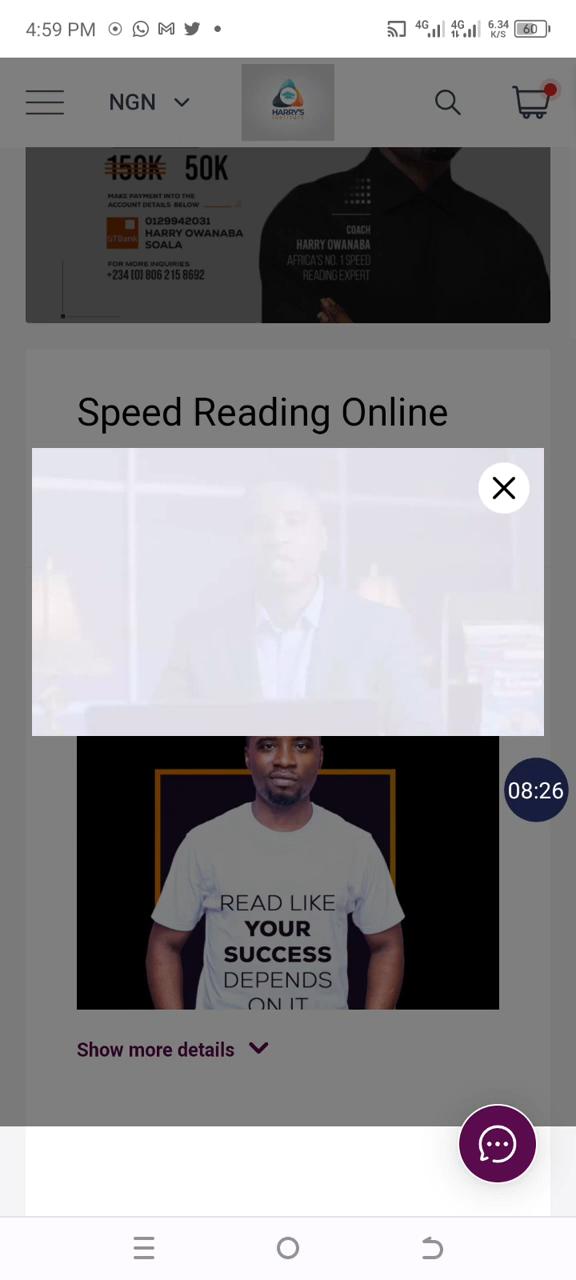 4:59 PM
4G
4G
6.34
K/S
60
NGN
HARRY'S
INSTITUTE
150K 50K
MAKE PAYMENT INTO THE
ACCOUNT DETAILS BELOW
GTBank
0129942031
HARRY OWANABA
SOALA
FOR MORE INQUIRIES
+234 (0) 806 215 8692
COACH
HARRY OWANABA
AFRICA'S NO. 1 SPEED
READING EXPERT
Speed Reading Online
08:26
READ LIKE
YOUR
SUCCESS
DEPENDS
ON IT
Show more details